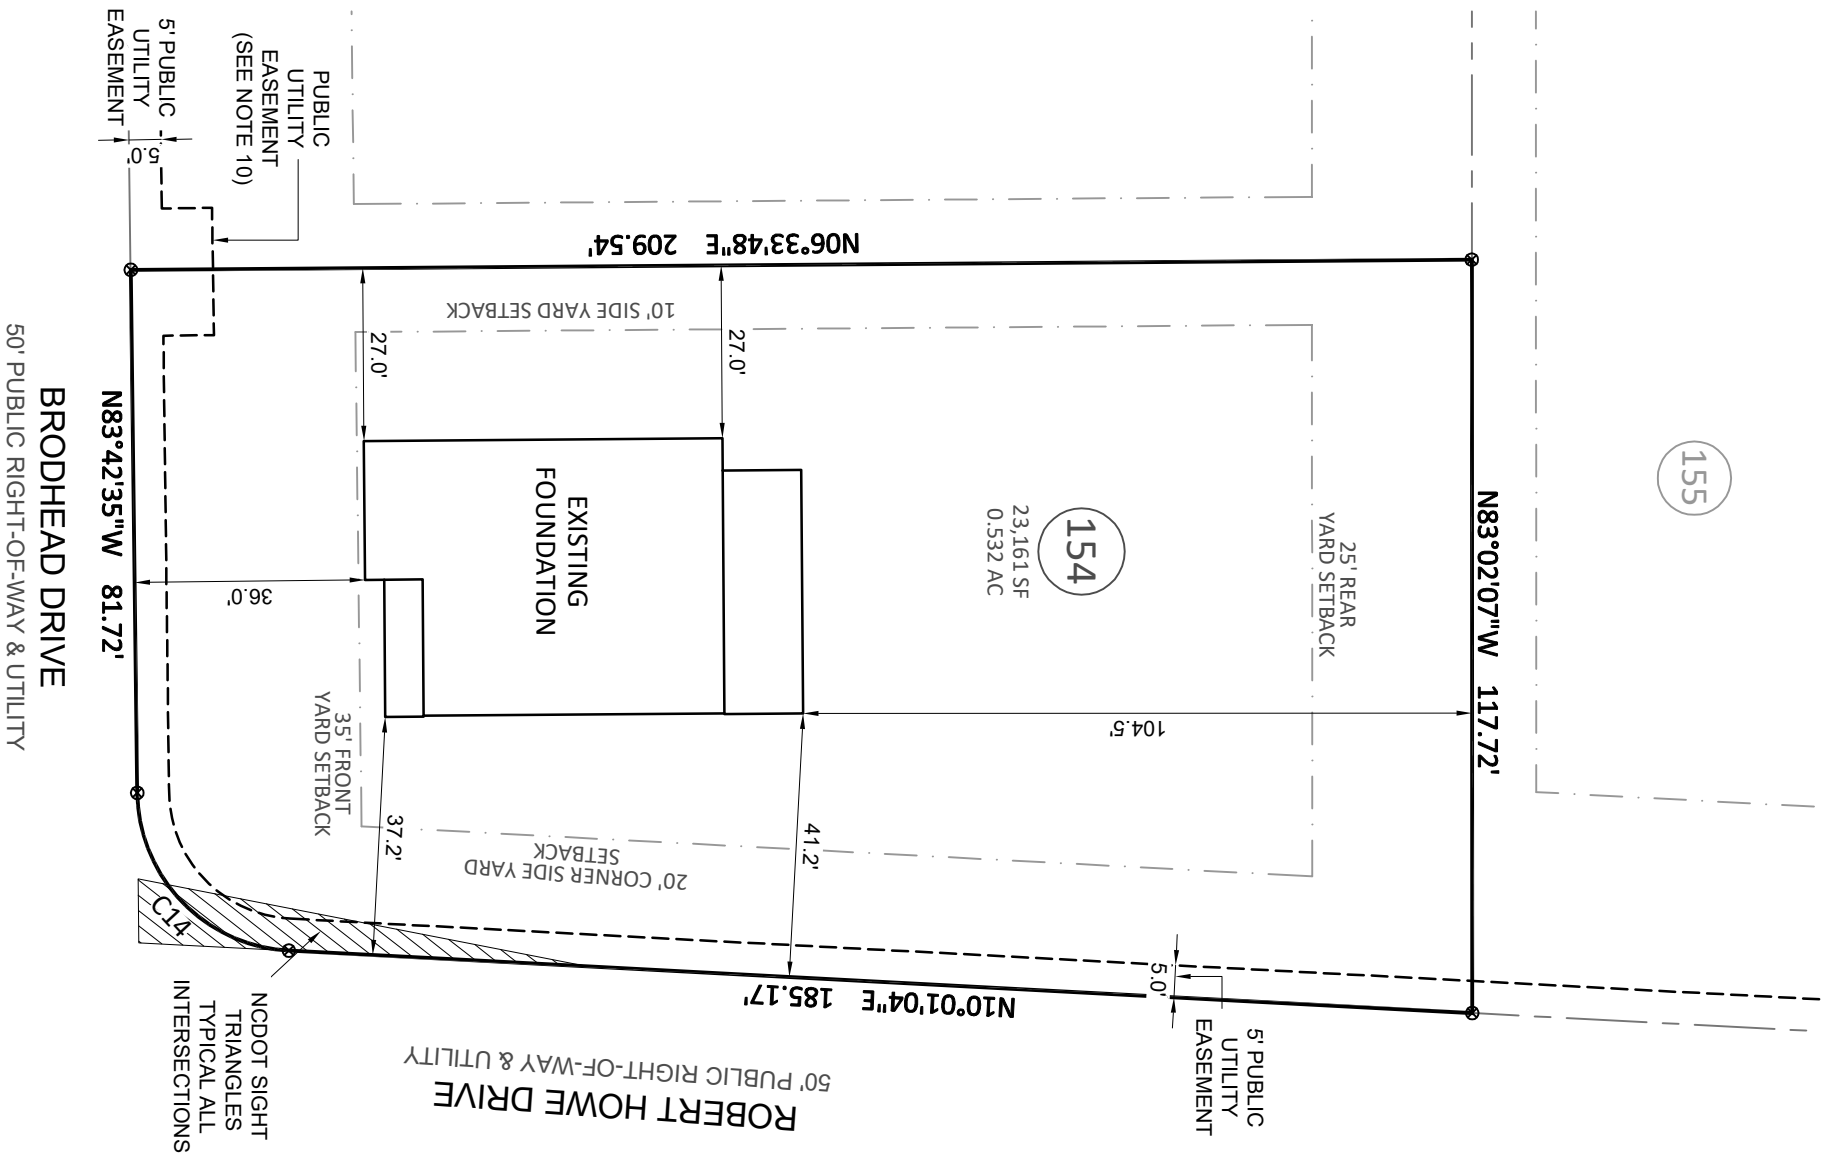 5' PUBLIC
UTILITY
EASEMENT
5.0'
PUBLIC
UTILITY
EASEMENT
(SEE NOTE 10)
N06°33'48"E 209.54'
10' SIDE YARD SETBACK
27.0'
27.0'
155
N83°02'07"W 117.72'
25' REAR
YARD SETBACK
154
23,161 SF
0.532 AC
EXISTING
FOUNDATION
104.5'
36.0'
N83°42'35"W 81.72'
BRODHEAD DRIVE
50' PUBLIC RIGHT-OF-WAY & UTILITY
35' FRONT
YARD SETBACK
37.2'
41.2'
20' CORNER SIDE YARD
SETBACK
C14
NCDOT SIGHT
TRIANGLES
TYPICAL ALL
INTERSECTIONS
N10°01'04"E 185.17'
5.0'
5' PUBLIC
UTILITY
EASEMENT
50' PUBLIC RIGHT-OF-WAY & UTILITY
ROBERT HOWE DRIVE